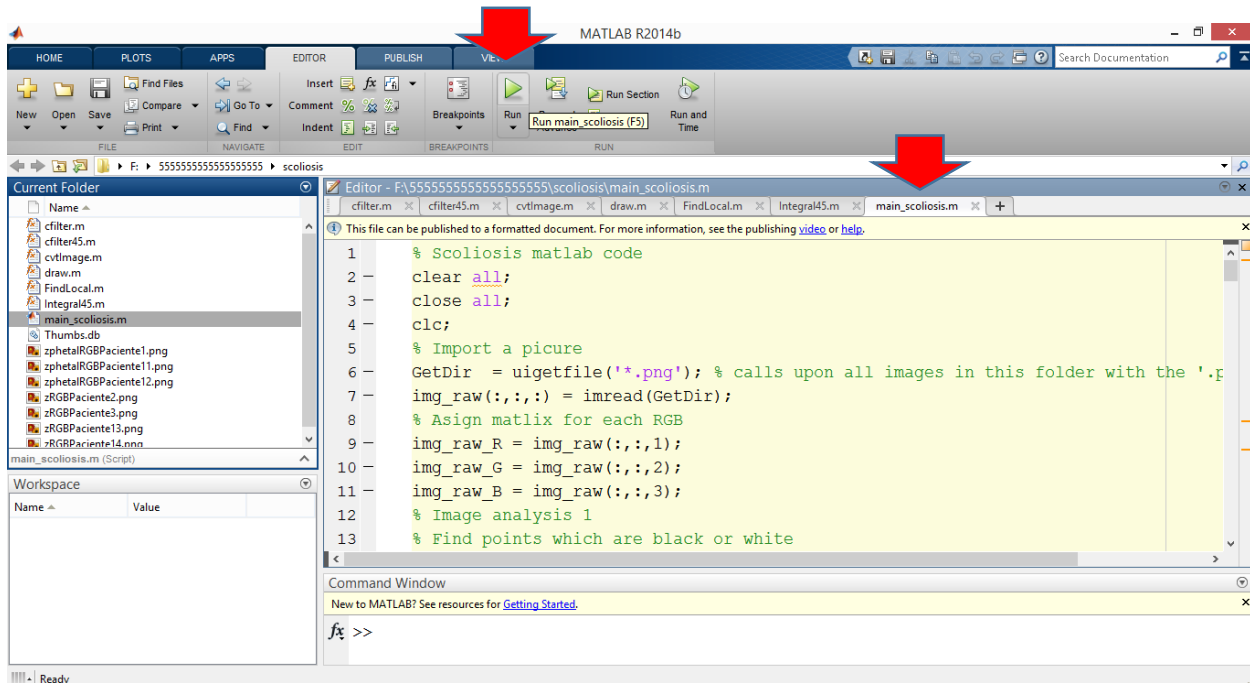 MATLAB R2014b
HOME PLOTS APPS EDITOR PUBLISH
Search Documentation
New Open Save
Find Files
Compare
Print
FILE
Go To
Find
NAVIGATE
Insert
Comment
Indent
EDIT
Breakpoints
BREAKPOINTS
Run
Run Section
Run and
Time
RUN
Run main_scoliosis (F5)
F: 5555555555555555555 scoliosis
Current Folder
Name
cfilter.m
cfilter45.m
cvtImage.m
draw.m
FindLocal.m
Integral45.m
main_scoliosis.m
Thumbs.db
zphetalRGBPaciente1.png
zphetalRGBPaciente11.png
zphetalRGBPaciente12.png
zRGBPaciente2.png
zRGBPaciente3.png
zRGBPaciente13.png
zRGBPaciente14.png
main_scoliosis.m (Script)
Workspace
Name Value
Editor - F:\5555555555555555555\scoliosis\main_scoliosis.m
cfilter.m cfilter45.m cvtImage.m draw.m FindLocal.m Integral45.m main_scoliosis.m +
This file can be published to a formatted document. For more information, see the publishing video or help.
1 % Scoliosis matlab code
2 - clear all;
3 - close all;
4 - clc;
5 % Import a picure
6 - GetDir = uigetfile('*.png'); % calls upon all images in this folder with the '.p
7 - img_raw(:,:,:) = imread(GetDir);
8 % Asign matlix for each RGB
9 - img_raw_R = img_raw(:,:,1);
10 - img_raw_G = img_raw(:,:,2);
11 - img_raw_B = img_raw(:,:,3);
12 % Image analysis 1
13 % Find points which are black or white
Command Window
New to MATLAB? See resources for Getting Started.
fx >>
Ready